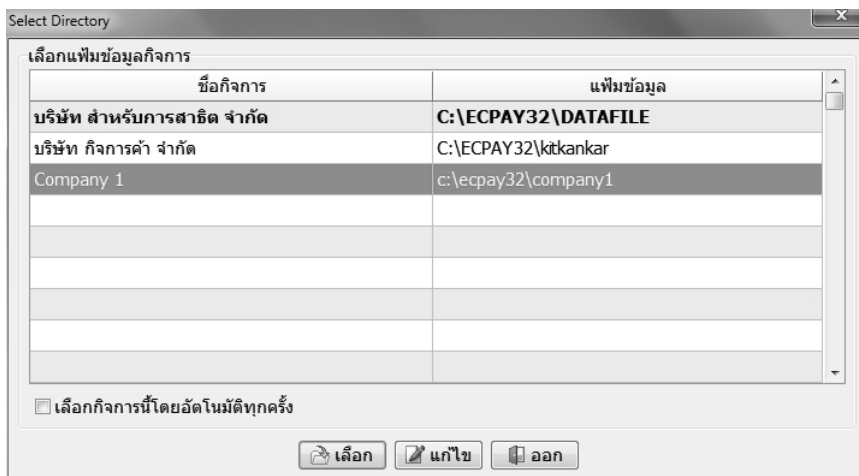 Select Directory
เลือกแฟ้มข้อมูลกิจการ
ชื่อกิจการ แฟ้มข้อมูล
บริษัท สำหรับการสาธิต จำกัด C:\ECPAY32\DATAFILE
บริษัท กิจการค้า จำกัด C:\ECPAY32\kitkankar
Company 1 c:\ecpay32\company1
เลือกกิจการนี้โดยอัตโนมัติทุกครั้ง
เลือก แก้ไข ออก